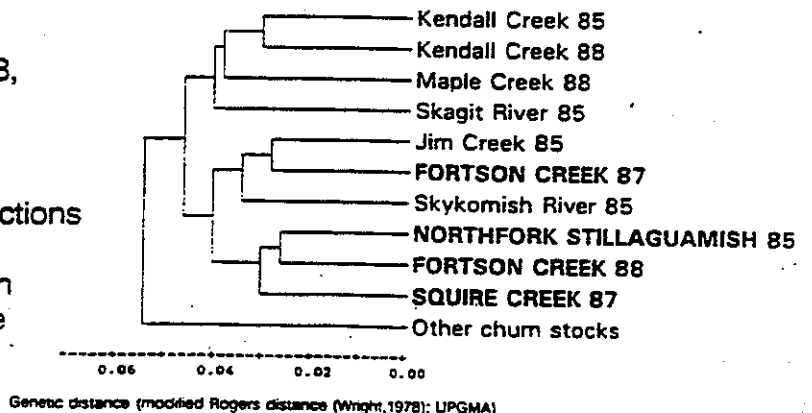 Kendall Creek 85
Kendall Creek 88
8,
Maple Creek 88
Skagit River 85
Jim Creek 85
FORTSON CREEK 87
ctions
Skykomish River 85
NORTHFORK STILLAGUAMISH 85
FORTSON CREEK 88
SQUIRE CREEK 87
Other chum stocks
0.06 0.04 0.02 0.00
Genetic distance (modified Rogers distance (Wright,1978); UPGMA)